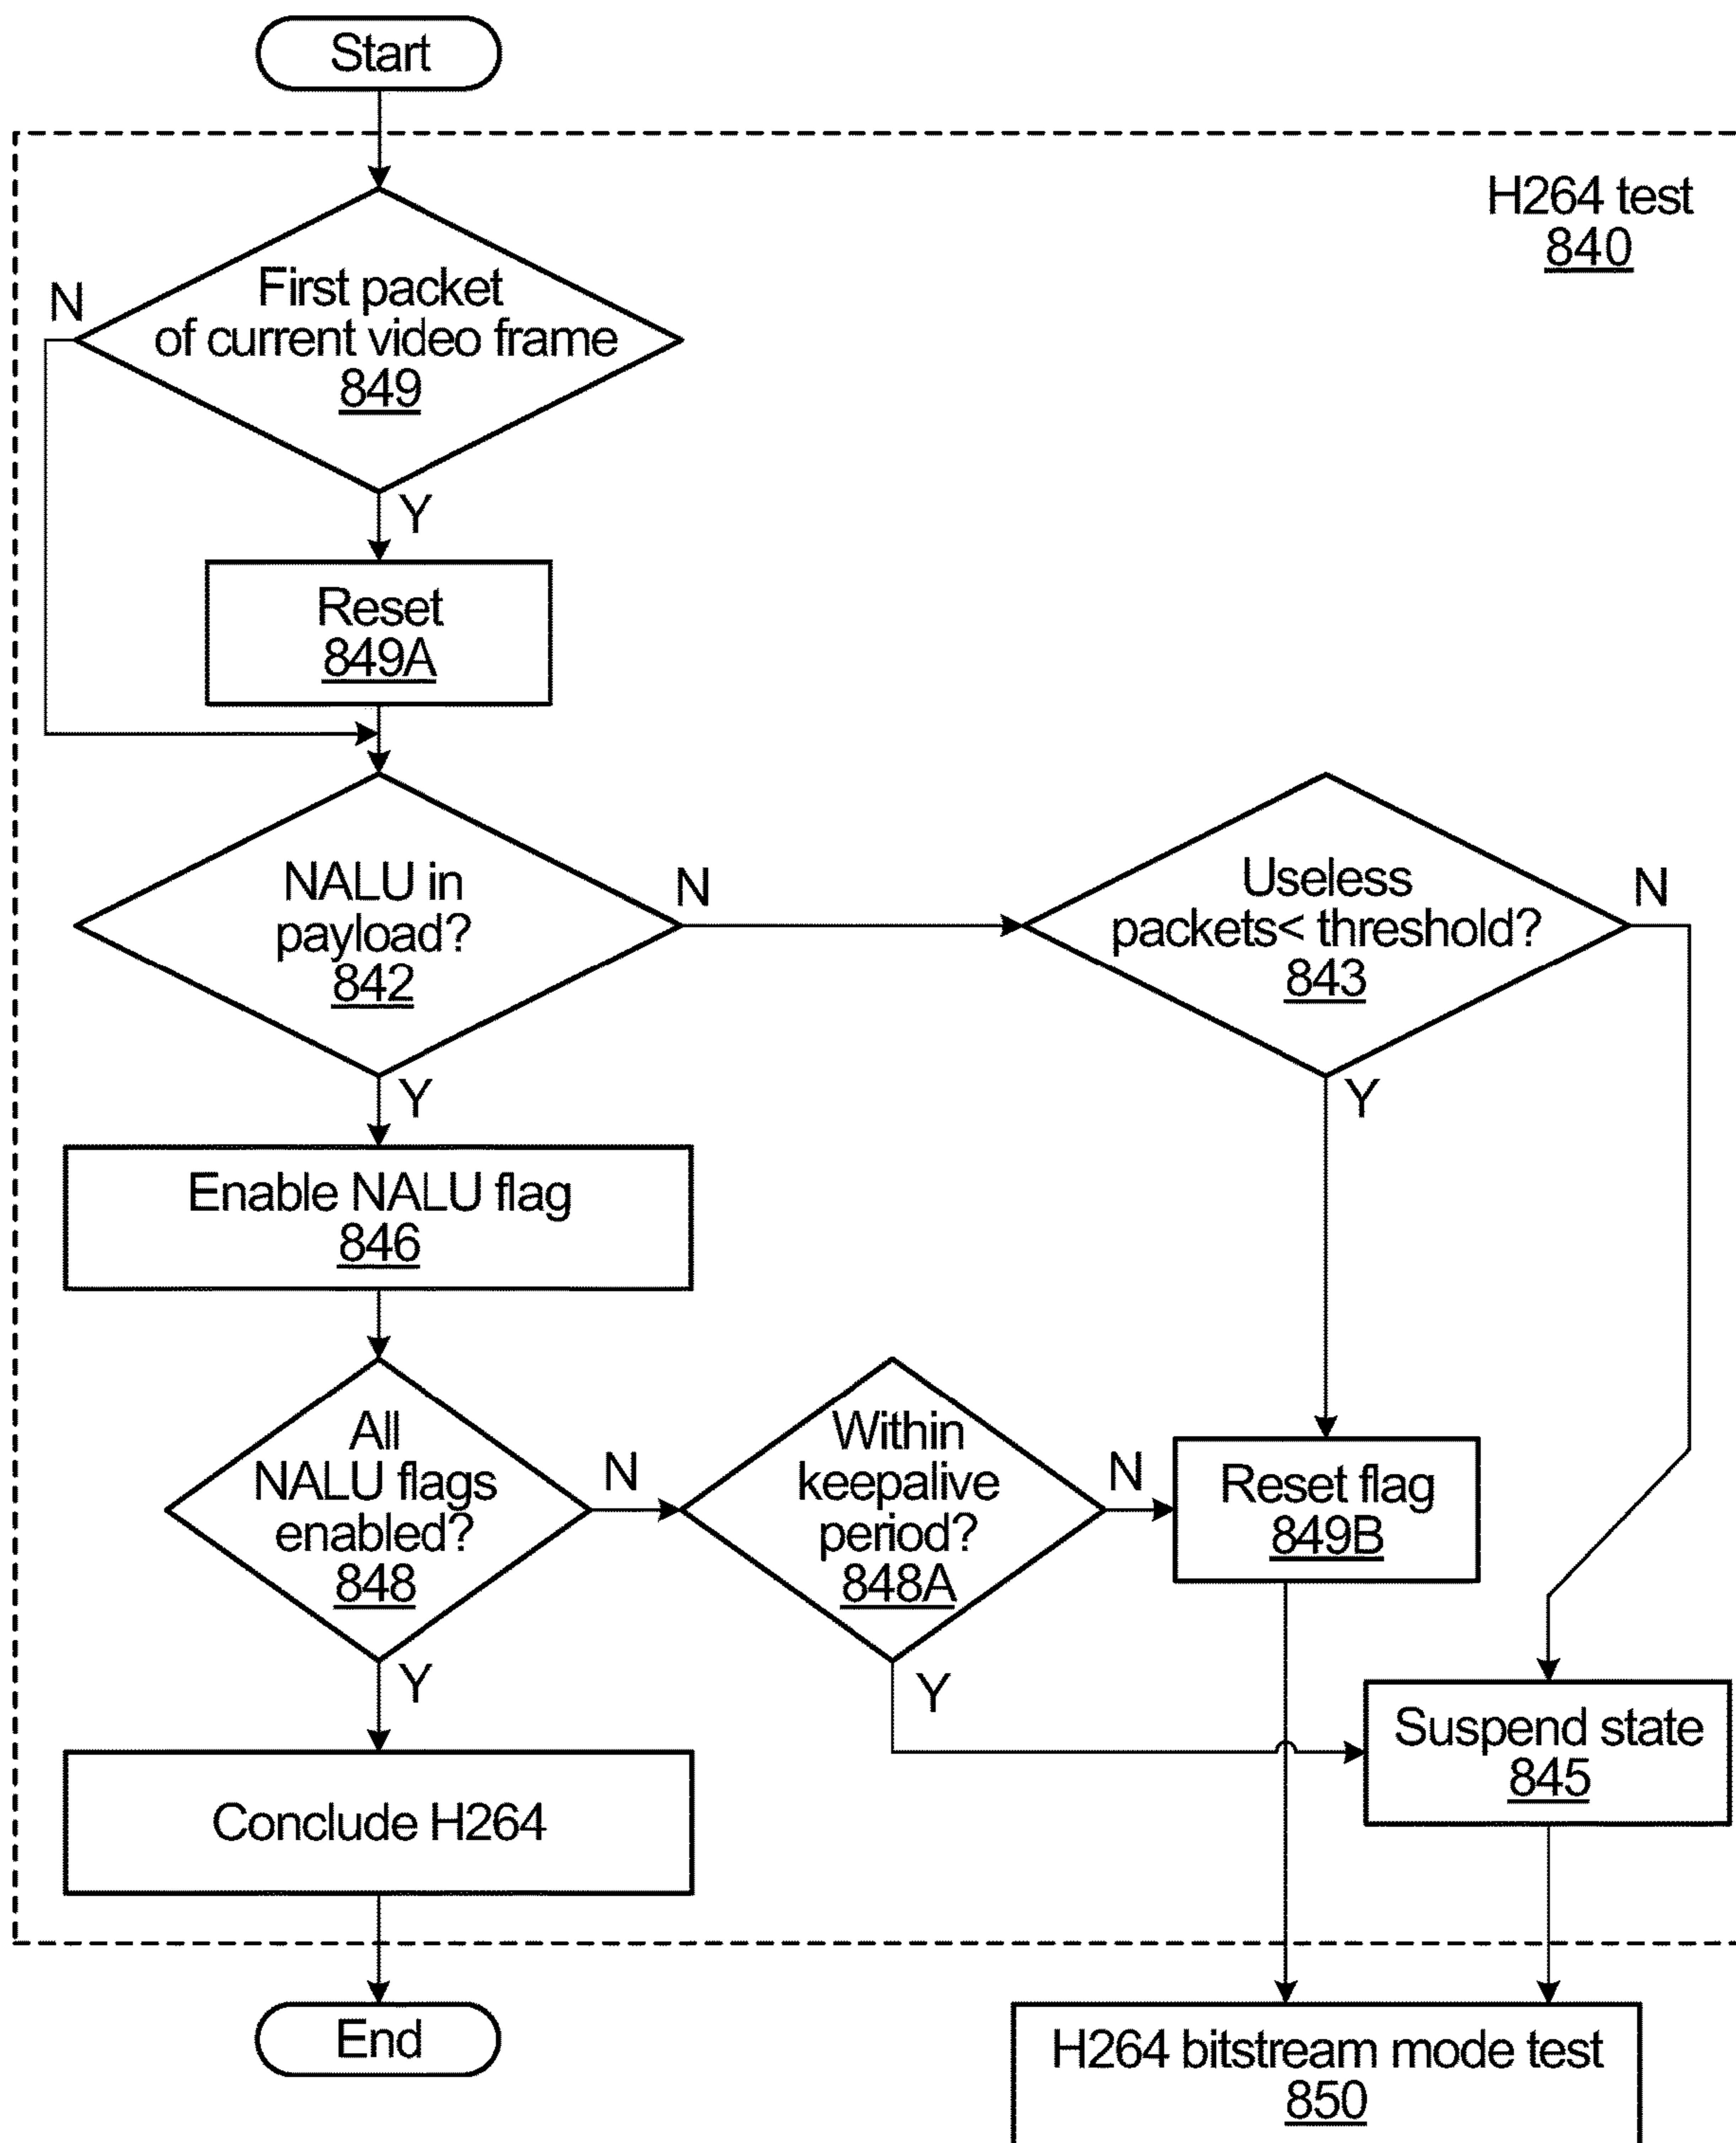 Start
H264 test
840
First packet
of current video frame
849
N
Y
Reset
849A
NALU in
payload?
842
N
Y
Useless
packets< threshold?
843
N
Y
Enable NALU flag
846
All
NALU flags
enabled?
848
N
Y
Within
keepalive
period?
848A
N
Y
Reset flag
849B
Suspend state
845
Conclude H264
End
H264 bitstream mode test
850